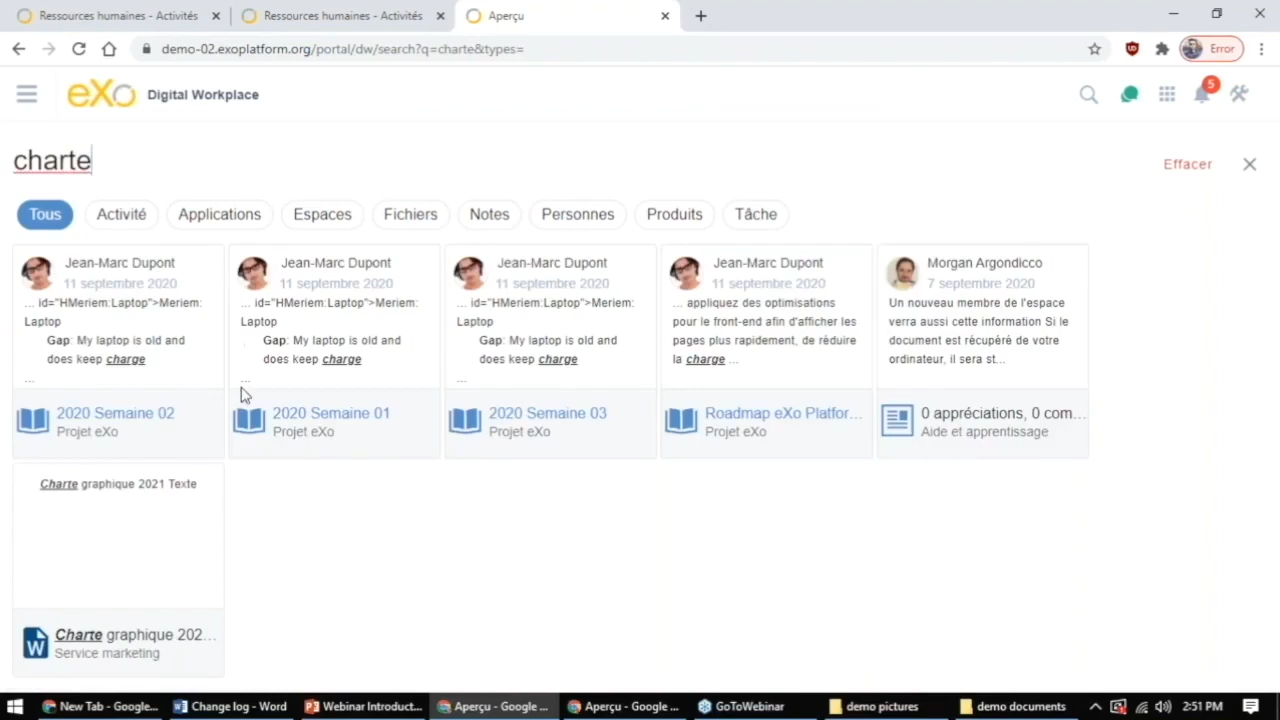 Ressources humaines - Activités
Ressources humaines - Activités
Aperçu
demo-02.exoplatform.org/portal/dw/search?q=charte&types=
Error
eXo Digital Workplace
5
charte
Effacer
Tous
Activité
Applications
Espaces
Fichiers
Notes
Personnes
Produits
Tâche
Jean-Marc Dupont
11 septembre 2020
... id="HMeriem:Laptop">Meriem:
Laptop
Gap: My laptop is old and
does keep charge
...
2020 Semaine 02
Projet eXo
Jean-Marc Dupont
11 septembre 2020
... id="HMeriem:Laptop">Meriem:
Laptop
Gap: My laptop is old and
does keep charge
...
2020 Semaine 01
Projet eXo
Jean-Marc Dupont
11 septembre 2020
... id="HMeriem:Laptop">Meriem:
Laptop
Gap: My laptop is old and
does keep charge
...
2020 Semaine 03
Projet eXo
Jean-Marc Dupont
11 septembre 2020
... appliquez des optimisations
pour le front-end afin d'afficher les
pages plus rapidement, de réduire
la charge ...
Roadmap eXo Platfor...
Projet eXo
Morgan Argondicco
7 septembre 2020
Un nouveau membre de l'espace
verra aussi cette information Si le
document est récupéré de votre
ordinateur, il sera st...
0 appréciations, 0 com...
Aide et apprentissage
Charte graphique 2021 Texte
W
Charte graphique 202...
Service marketing
New Tab - Google...
Change log - Word
Webinar Introduct...
Aperçu - Google ...
Aperçu - Google ...
GoToWebinar
demo pictures
demo documents
2:51 PM